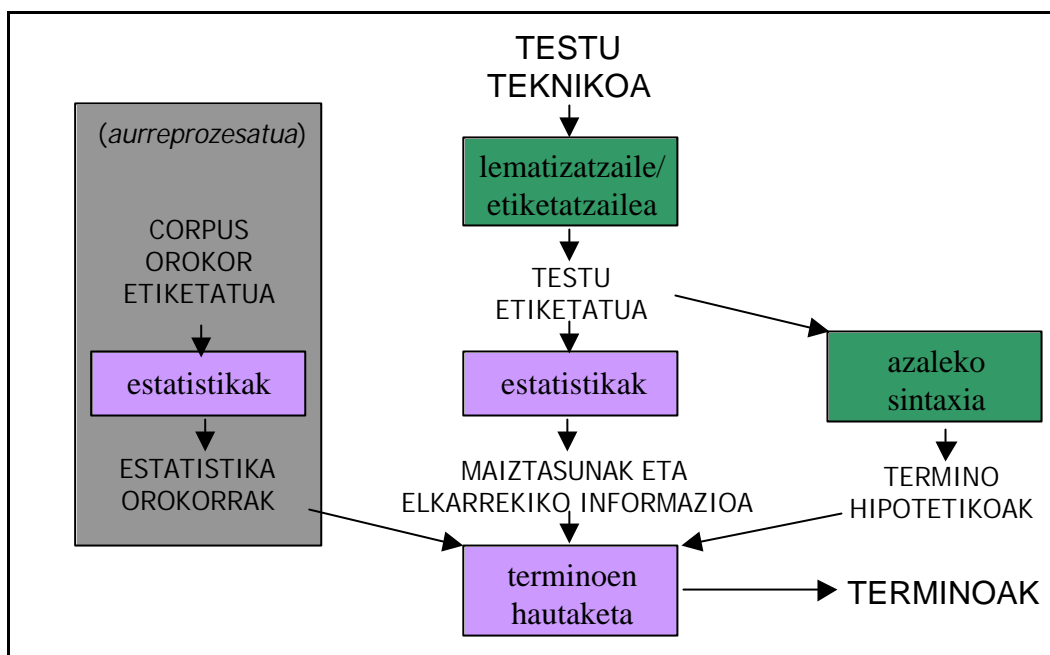 TESTU
TEKNIKOA
(aurreprozesatua)
lematizatzaile/
etiketatzailea
CORPUS
OROKOR
ETIKETATUA
TESTU
ETIKETATUA
estatistikak
estatistikak
azaleko
sintaxia
ESTATISTIKA
OROKORRAK
MAIZTASUNAK ETA
ELKARREKIKO INFORMAZIOA
TERMINO
HIPOTETIKOAK
terminoen
hautaketa
TERMINOAK